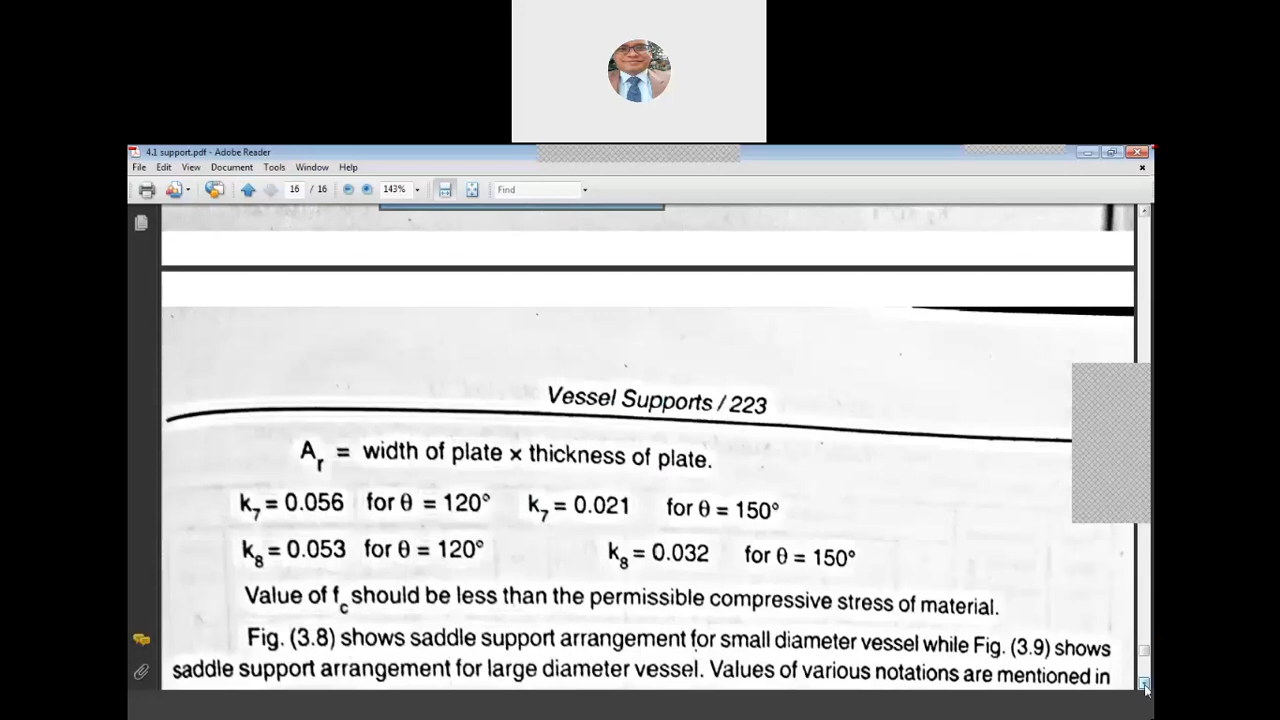 4.1 support.pdf - Adobe Reader
File Edit View Document Tools Window Help
16 / 16 143% Find
Vessel Supports / 223
Ar = width of plate × thickness of plate.
k7 = 0.056 for θ = 120° k7 = 0.021 for θ = 150°
k8 = 0.053 for θ = 120° k8 = 0.032 for θ = 150°
Value of fc should be less than the permissible compressive stress of material.
Fig. (3.8) shows saddle support arrangement for small diameter vessel while Fig. (3.9) shows
saddle support arrangement for large diameter vessel. Values of various notations are mentioned in